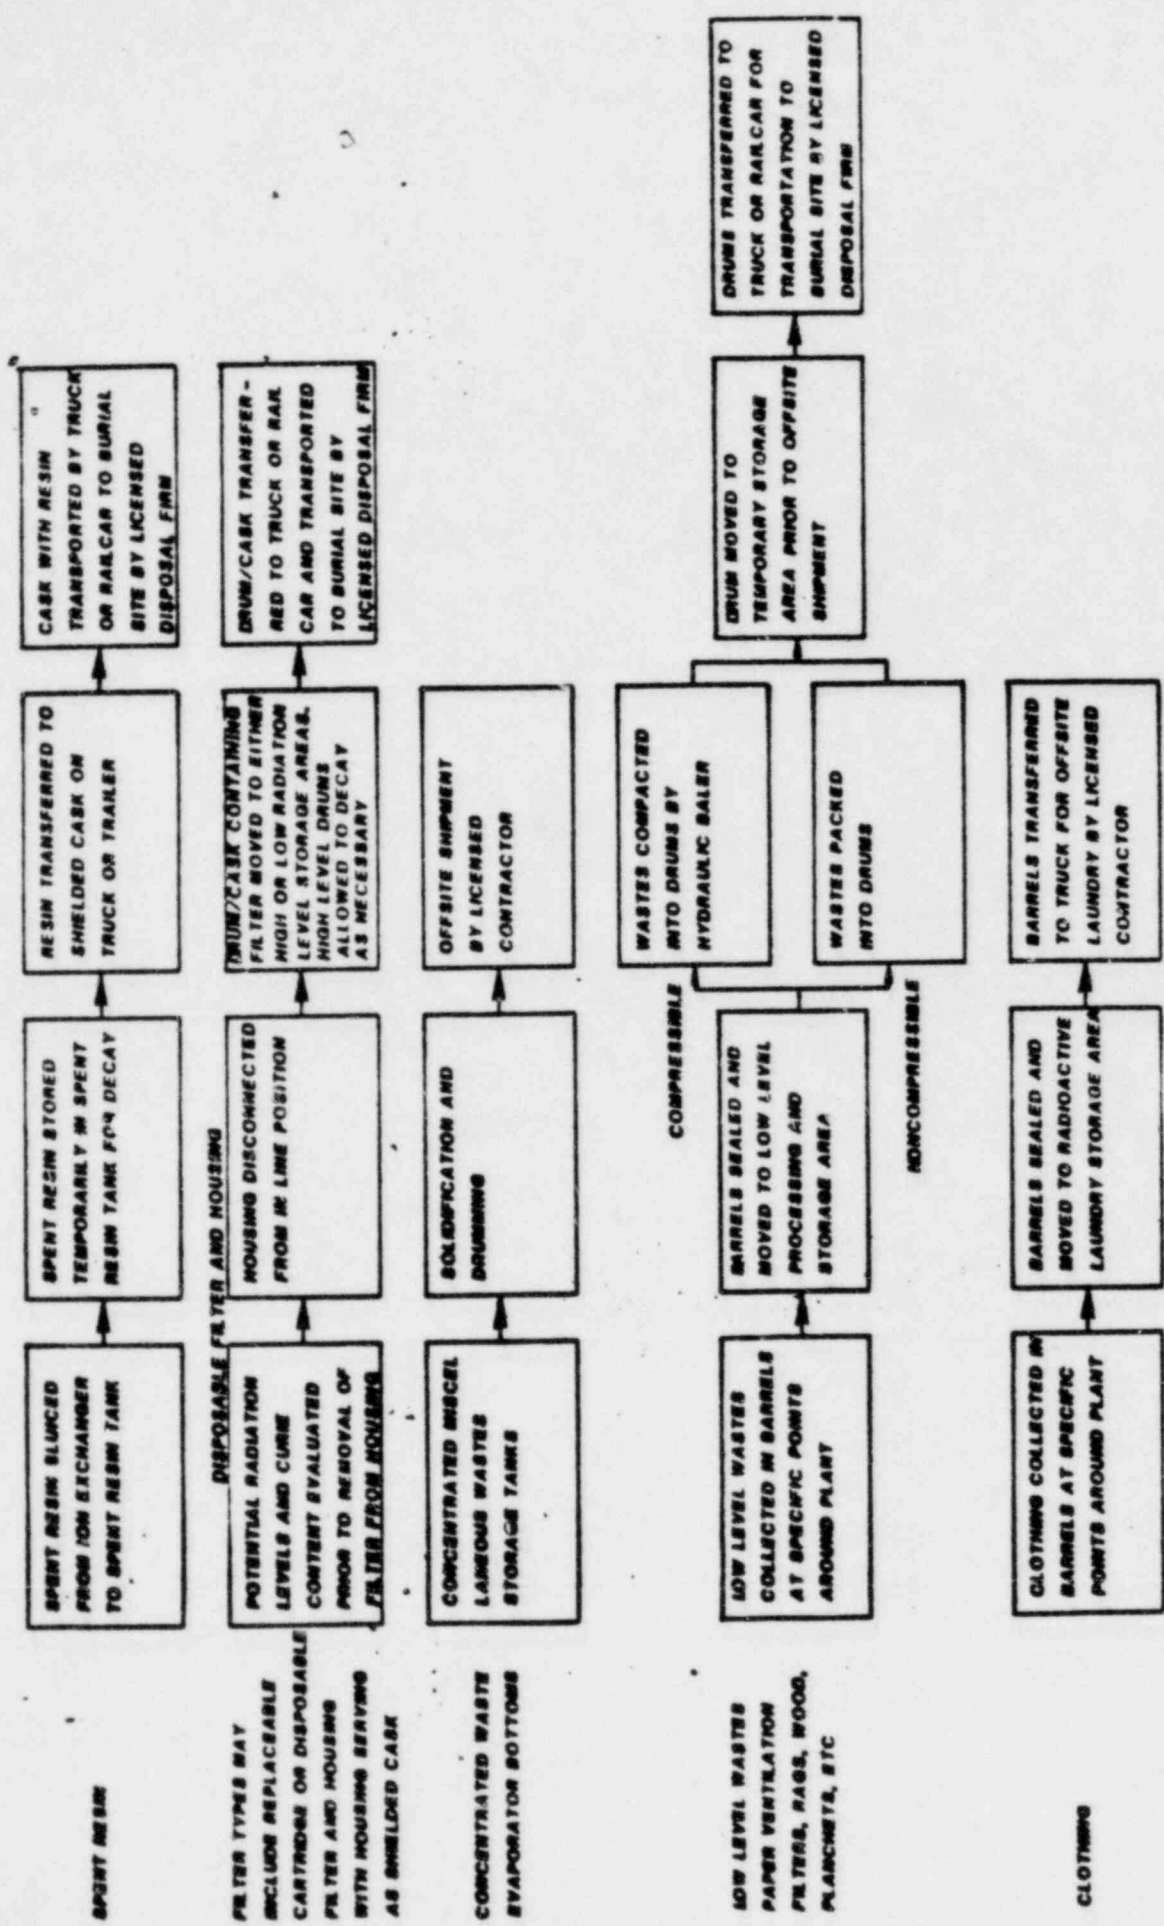 SPENT RESIN
SPENT RESIN SLUICED
FROM ION EXCHANGER
TO SPENT RESIN TANK
SPENT RESIN STORED
TEMPORARILY IN SPENT
RESIN TANK FOR DECAY
RESIN TRANSFERRED TO
SHIELDED CASK ON
TRUCK OR TRAILER
CASK WITH RESIN
TRANSPORTED BY TRUCK
OR RAILCAR TO BURIAL
SITE BY LICENSED
DISPOSAL FIRM
FILTER TYPES MAY
INCLUDE REPLACEABLE
CARTRIDGE OR DISPOSABLE
FILTER AND HOUSING
WITH HOUSING SERVING
AS SHIELDED CASK
DISPOSABLE FILTER AND HOUSING
POTENTIAL RADIATION
LEVELS AND CURIE
CONTENT EVALUATED
PRIOR TO REMOVAL OF
FILTER FROM HOUSING
HOUSING DISCONNECTED
FROM IN LINE POSITION
DRUM/CASK CONTAINING
FILTER MOVED TO EITHER
HIGH OR LOW RADIATION
LEVEL STORAGE AREAS.
HIGH LEVEL DRUMS
ALLOWED TO DECAY
AS NECESSARY
DRUM/CASK TRANSFER-
RED TO TRUCK OR RAIL
CAR AND TRANSPORTED
TO BURIAL SITE BY
LICENSED DISPOSAL FIRM
CONCENTRATED WASTE
EVAPORATOR BOTTOMS
CONCENTRATED MISCEL
LANEOUS WASTES
STORAGE TANKS
SOLIDIFICATION AND
DRUMMING
OFFSITE SHIPMENT
BY LICENSED
CONTRACTOR
LOW LEVEL WASTES
PAPER VENTILATION
FILTERS, RAGS, WOOD,
PLANCHETS, ETC
LOW LEVEL WASTES
COLLECTED IN BARRELS
AT SPECIFIC POINTS
AROUND PLANT
BARRELS SEALED AND
MOVED TO LOW LEVEL
PROCESSING AND
STORAGE AREA
COMPRESSIBLE
WASTES COMPACTED
INTO DRUMS BY
HYDRAULIC BALER
NONCOMPRESSIBLE
WASTES PACKED
INTO DRUMS
DRUM MOVED TO
TEMPORARY STORAGE
AREA PRIOR TO OFFSITE
SHIPMENT
DRUMS TRANSFERRED TO
TRUCK OR RAILCAR FOR
TRANSPORTATION TO
BURIAL SITE BY LICENSED
DISPOSAL FIRM
CLOTHING
CLOTHING COLLECTED IN
BARRELS AT SPECIFIC
POINTS AROUND PLANT
BARRELS SEALED AND
MOVED TO RADIOACTIVE
LAUNDRY STORAGE AREA
BARRELS TRANSFERRED
TO TRUCK FOR OFFSITE
LAUNDRY BY LICENSED
CONTRACTOR